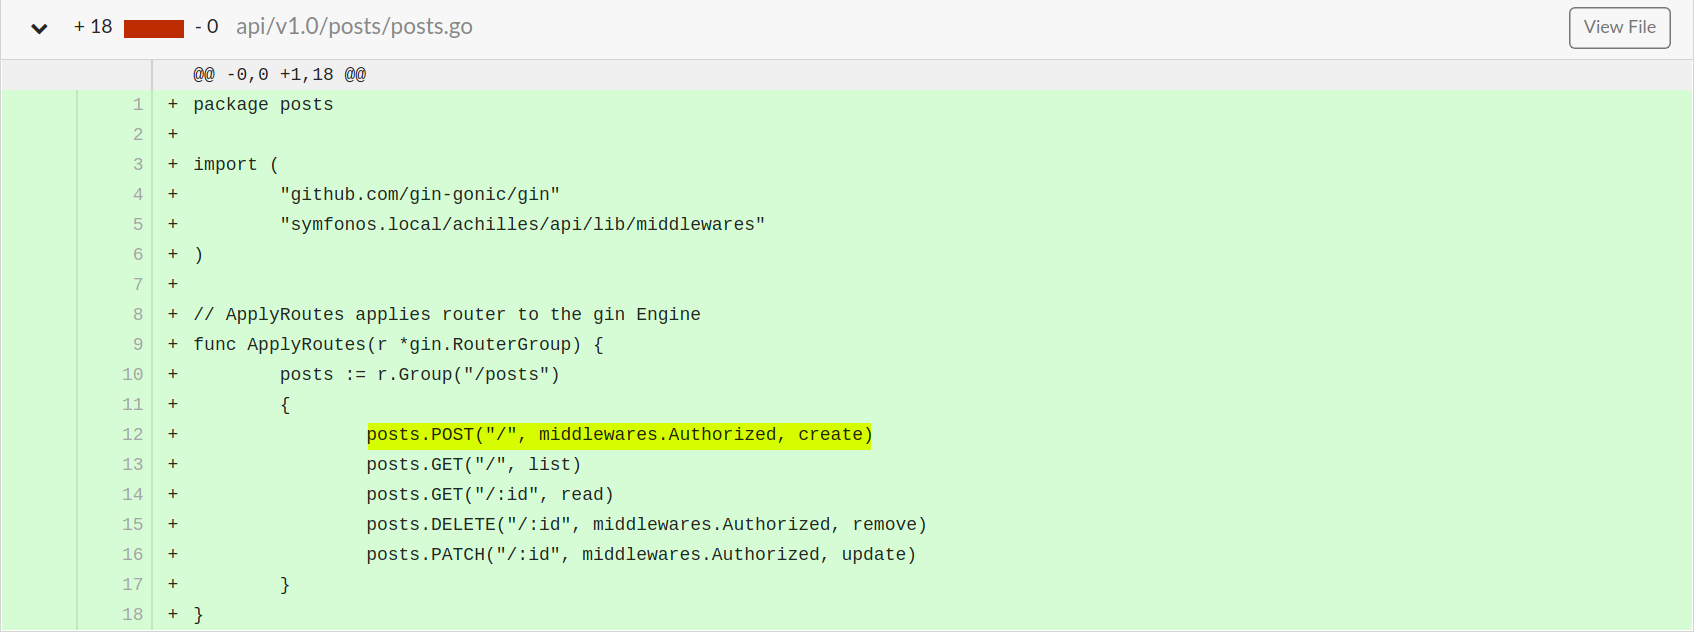 + 18 - 0 api/v1.0/posts/posts.go View File
@@ -0,0 +1,18 @@
1 + package posts
2 +
3 + import (
4 + "github.com/gin-gonic/gin"
5 + "symfonos.local/achilles/api/lib/middlewares"
6 + )
7 +
8 + // ApplyRoutes applies router to the gin Engine
9 + func ApplyRoutes(r *gin.RouterGroup) {
10 + posts := r.Group("/posts")
11 + {
12 + posts.POST("/", middlewares.Authorized, create)
13 + posts.GET("/", list)
14 + posts.GET("/:id", read)
15 + posts.DELETE("/:id", middlewares.Authorized, remove)
16 + posts.PATCH("/:id", middlewares.Authorized, update)
17 + }
18 + }